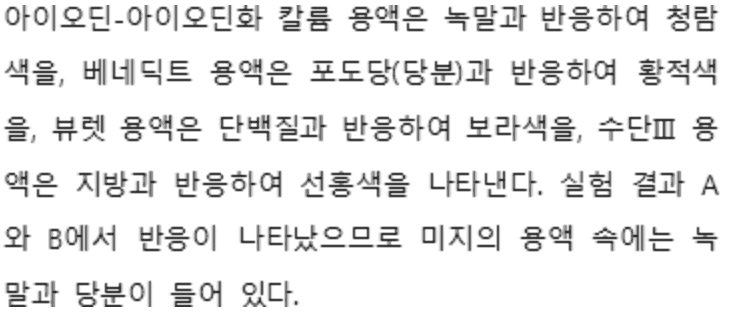 아이오딘-아이오딘화 칼륨 용액은 녹말과 반응하여 청람
색을, 베네딕트 용액은 포도당(당분)과 반응하여 황적색
을, 뷰렛 용액은 단백질과 반응하여 보라색을, 수단Ⅲ 용
액은 지방과 반응하여 선홍색을 나타낸다. 실험 결과 A
와 B에서 반응이 나타났으므로 미지의 용액 속에는 녹
말과 당분이 들어 있다.